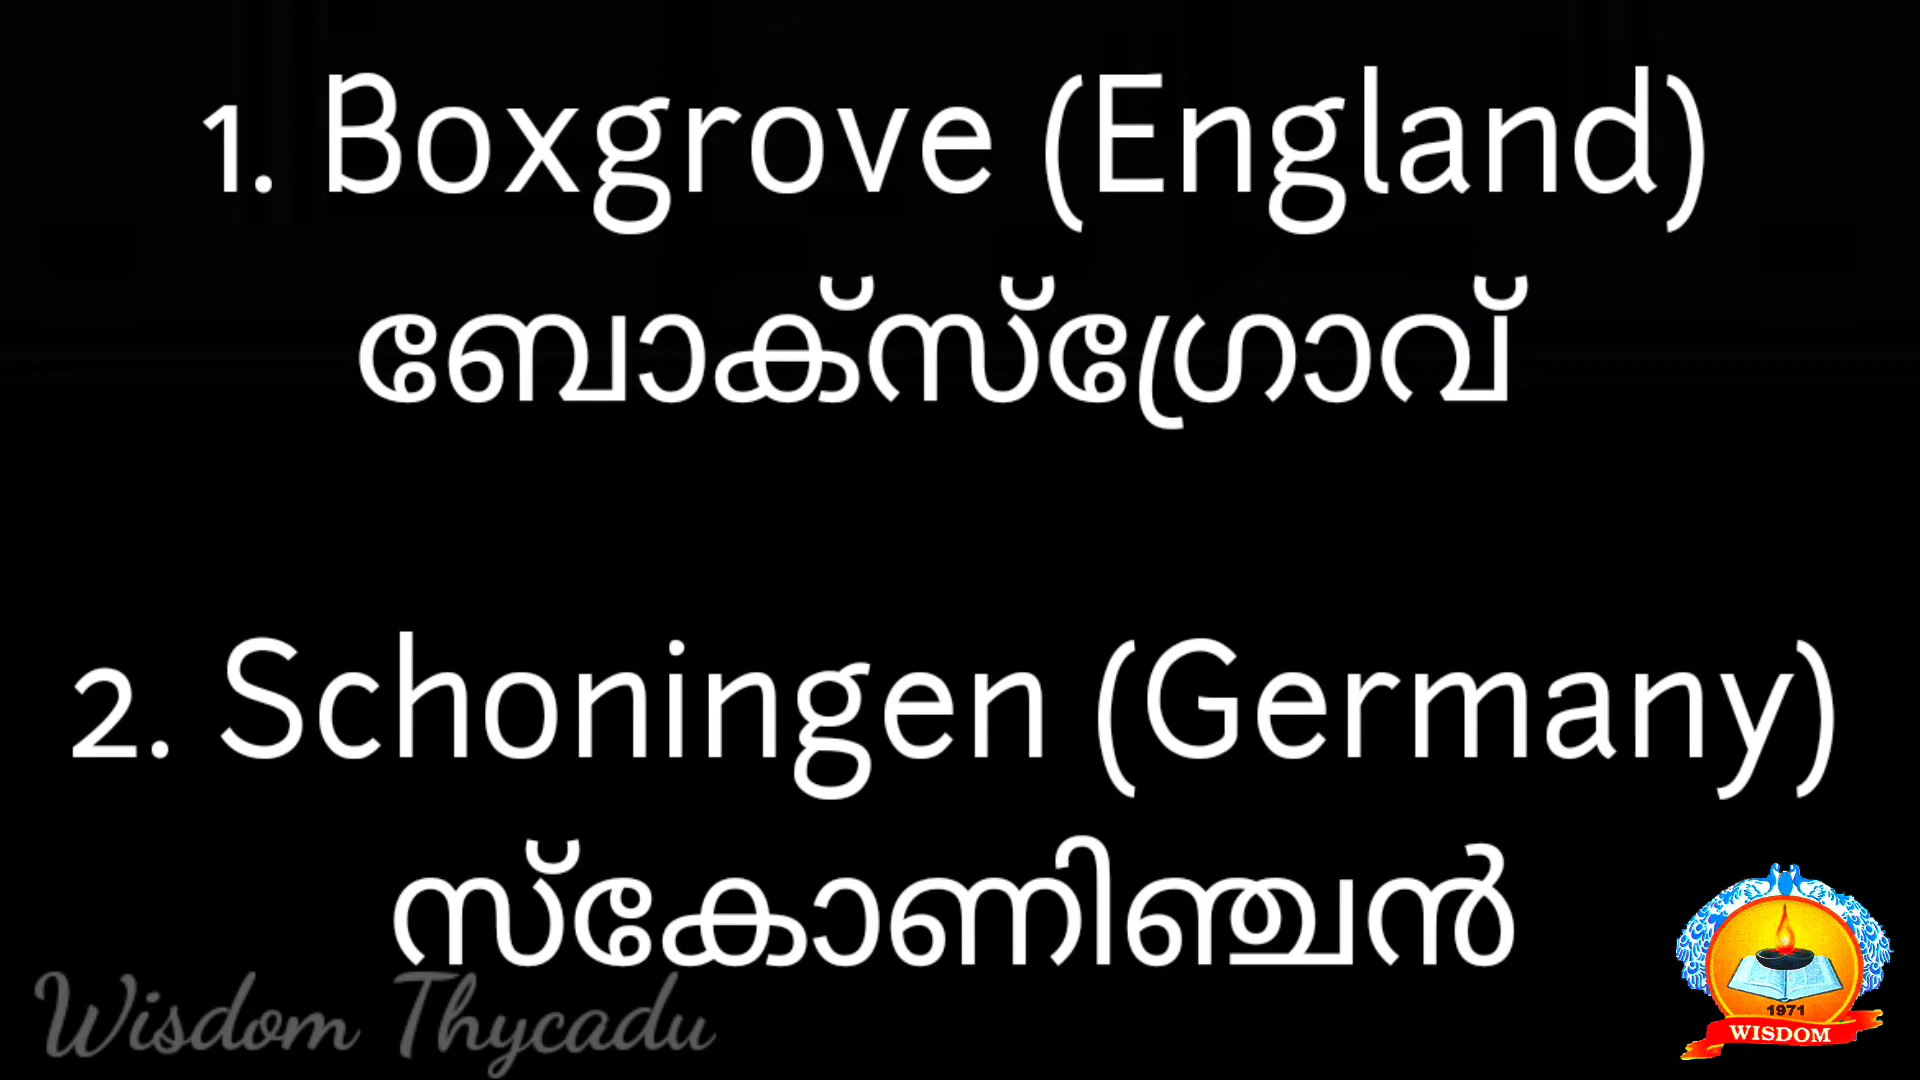 1. Boxgrove (England)
ബോക്സ്ഗ്രോവ്
2. Schoningen (Germany)
സ്കോണിഞ്ചൻ
Wisdom Thycadu
1971
WISDOM